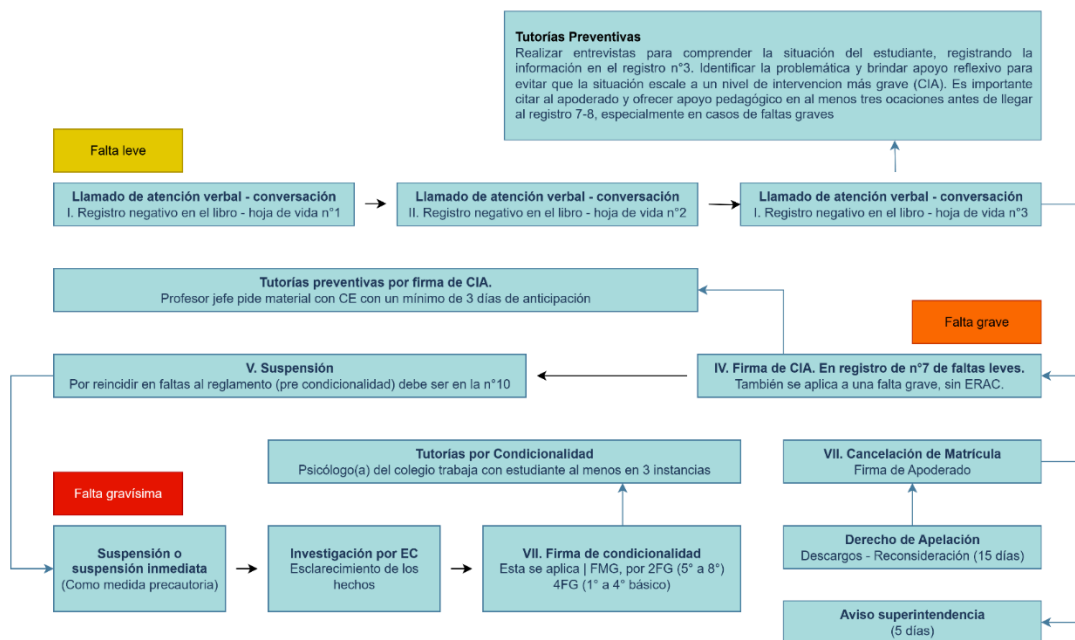 Tutorías Preventivas
Realizar entrevistas para comprender la situación del estudiante, registrando la
información en el registro n°3. Identificar la problemática y brindar apoyo reflexivo para
evitar que la situación escale a un nivel de intervencion más grave (CIA). Es importante
citar al apoderado y ofrecer apoyo pedagógico en al menos tres ocaciones antes de llegar
al registro 7-8, especialmente en casos de faltas graves
Falta leve
Llamado de atención verbal - conversación
I. Registro negativo en el libro - hoja de vida n°1
Llamado de atención verbal - conversación
II. Registro negativo en el libro - hoja de vida n°2
Llamado de atención verbal - conversación
I. Registro negativo en el libro - hoja de vida n°3
Tutorías preventivas por firma de CIA.
Profesor jefe pide material con CE con un mínimo de 3 días de anticipación
Falta grave
V. Suspensión
Por reincidir en faltas al reglamento (pre condicionalidad) debe ser en la n°10
IV. Firma de CIA. En registro de n°7 de faltas leves.
También se aplica a una falta grave, sin ERAC.
Tutorías por Condicionalidad
Psicólogo(a) del colegio trabaja con estudiante al menos en 3 instancias
VII. Cancelación de Matrícula
Firma de Apoderado
Falta gravísima
Suspensión o
suspensión inmediata
(Como medida precautoria)
Investigación por EC
Esclarecimiento de los
hechos
VII. Firma de condicionalidad
Esta se aplica | FMG, por 2FG (5° a 8°)
4FG (1° a 4° básico)
Derecho de Apelación
Descargos - Reconsideración (15 días)
Aviso superintendencia
(5 días)